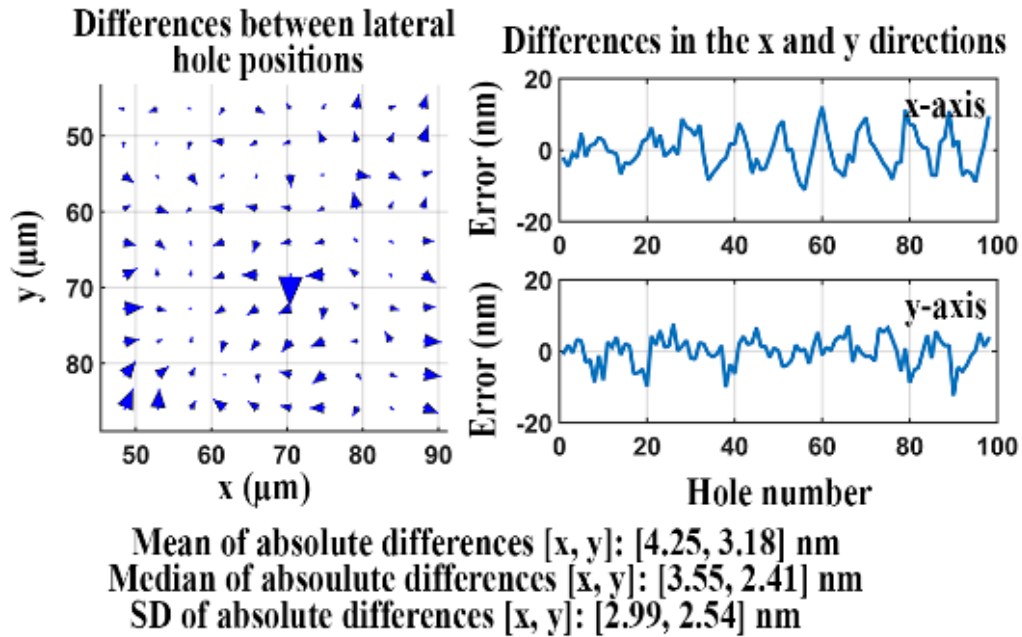 Differences between lateral
hole positions
y (µm)
50
60
70
80
50
60
70
80
90
x (µm)
Differences in the x and y directions
Error (nm)
20
0
-20
x-axis
0
20
40
60
80
100
Error (nm)
20
0
-20
y-axis
0
20
40
60
80
100
Hole number
Mean of absolute differences [x, y]: [4.25, 3.18] nm
Median of absoulute differences [x, y]: [3.55, 2.41] nm
SD of absolute differences [x, y]: [2.99, 2.54] nm